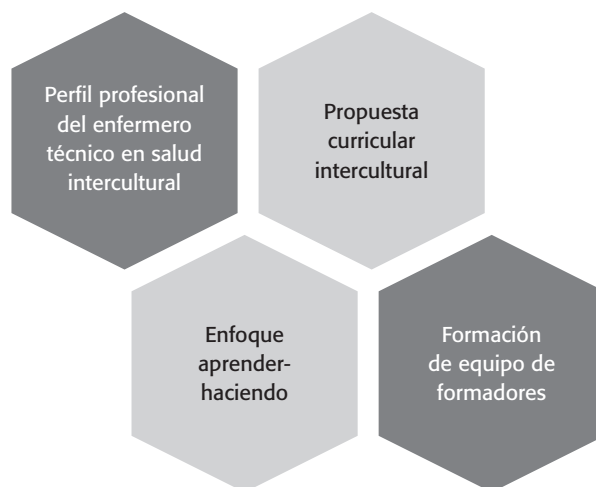 Perfil profesional
del enfermero
técnico en salud
intercultural
Propuesta
curricular
intercultural
Enfoque
aprender-
haciendo
Formación
de equipo de
formadores